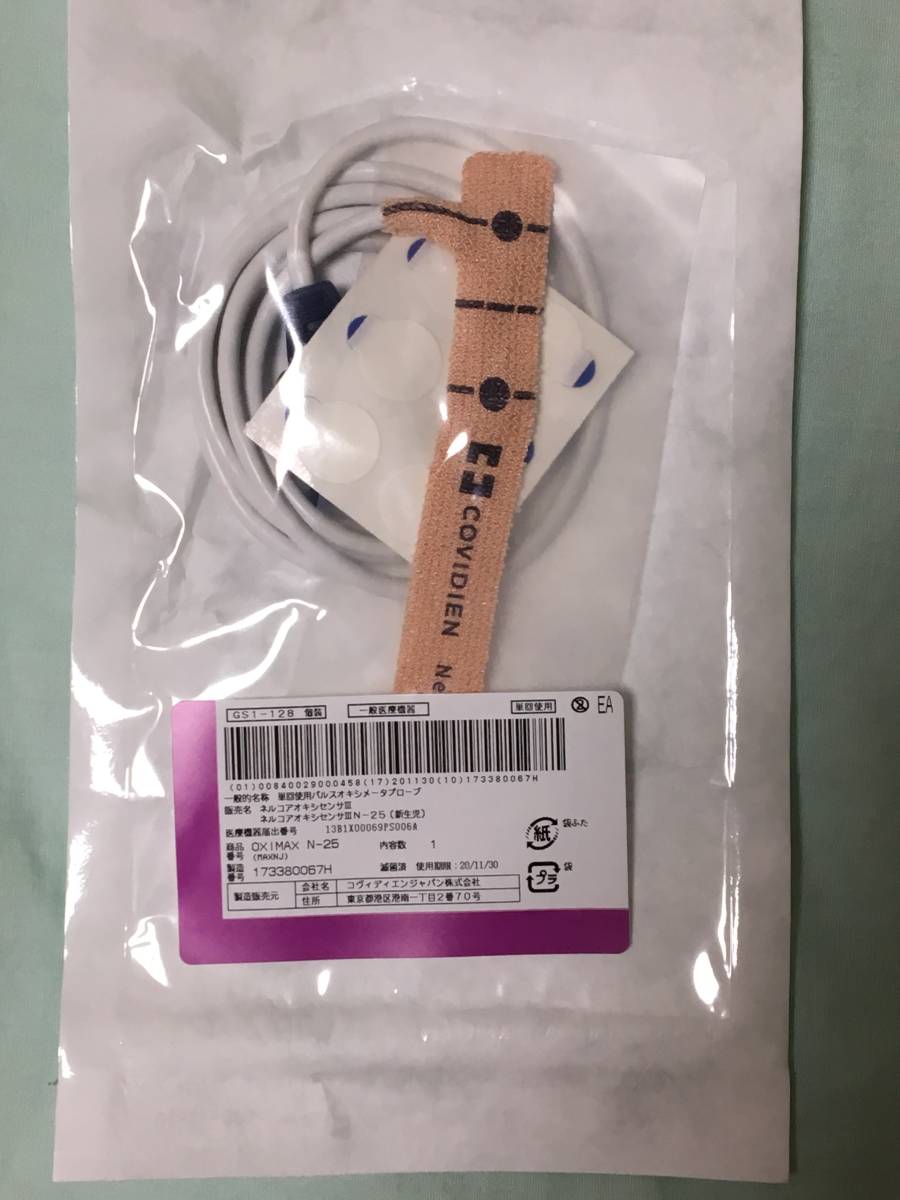 COVIDIEN Ne
GS1-128 個装 一般医療機器 単回使用 2 EA
(01)00840029000458(17)201130(10)173380067H
一般的名称 単回使用パルスオキシメータプローブ
販売名 ネルコアオキシセンサⅢ
ネルコアオキシセンサⅢN-25(新生児)
医療機器届出番号 13B1X00069PS006A
商品番号 OXIMAX N-25 内容数 1
(MAXNJ)
製造番号 173380067H 滅菌済 使用期限:20/11/30
製造販売元 会社名 コヴィディエンジャパン株式会社
住所 東京都港区港南一丁目2番70号
紙 袋ふた
プラ 袋